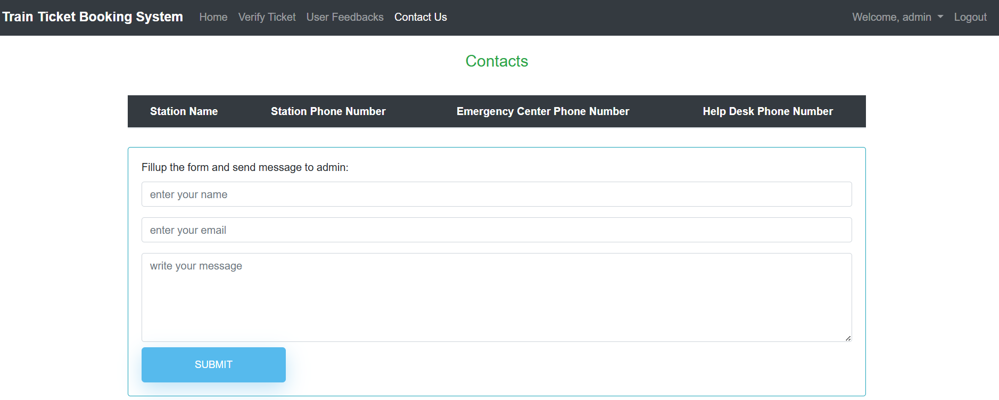 Train Ticket Booking System Home Verify Ticket User Feedbacks Contact Us Welcome, admin Logout
Contacts
Station Name Station Phone Number Emergency Center Phone Number Help Desk Phone Number
Fillup the form and send message to admin:
enter your name
enter your email
write your message
SUBMIT